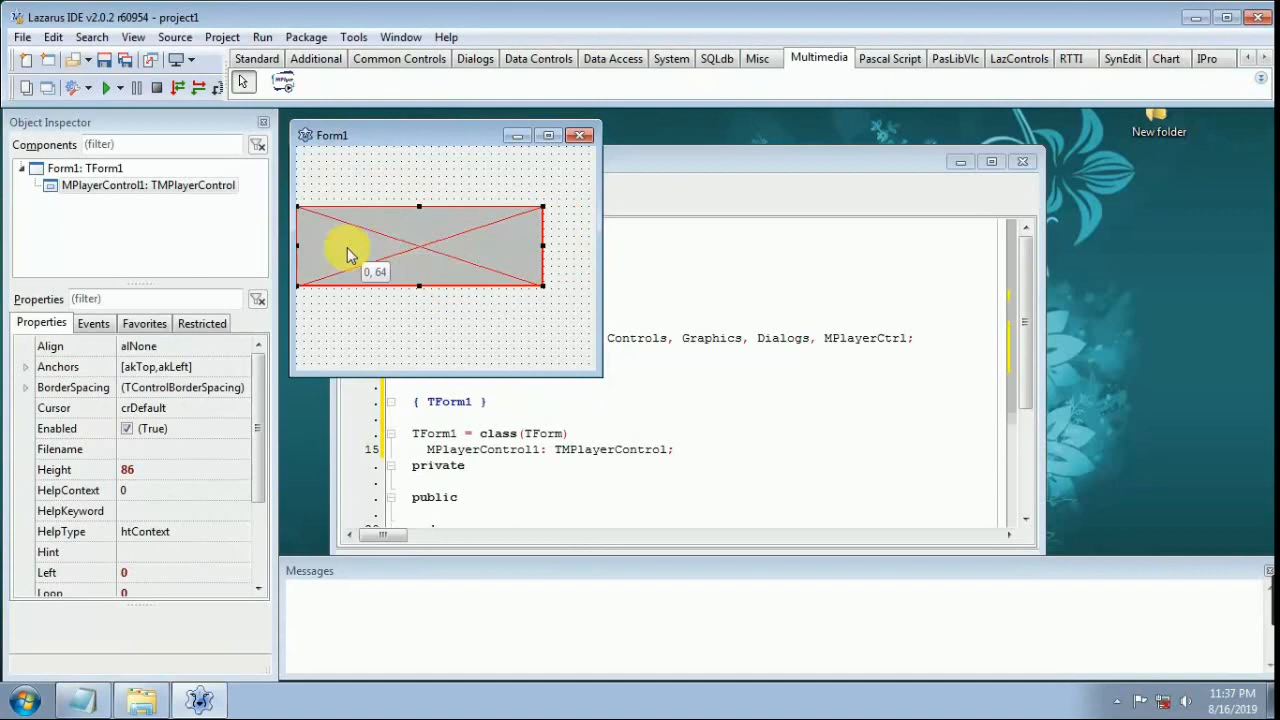 Lazarus IDE v2.0.2 r60954 - project1
File Edit Search View Source Project Run Package Tools Window Help
Standard Additional Common Controls Dialogs Data Controls Data Access System SQLdb Misc Multimedia Pascal Script PasLibVlc LazControls RTTI SynEdit Chart IPro
MPlyer
Object Inspector
Components (filter)
Form1: TForm1
MPlayerControl1: TMPlayerControl
Properties (filter)
Properties Events Favorites Restricted
Align alNone
Anchors [akTop,akLeft]
BorderSpacing (TControlBorderSpacing)
Cursor crDefault
Enabled (True)
Filename
Height 86
HelpContext 0
HelpKeyword
HelpType htContext
Hint
Left 0
Loop 0
Form1
0, 64
New folder
Controls, Graphics, Dialogs, MPlayerCtrl;
{ TForm1 }
TForm1 = class(TForm)
15 MPlayerControl1: TMPlayerControl;
private
public
Messages
11:37 PM
8/16/2019